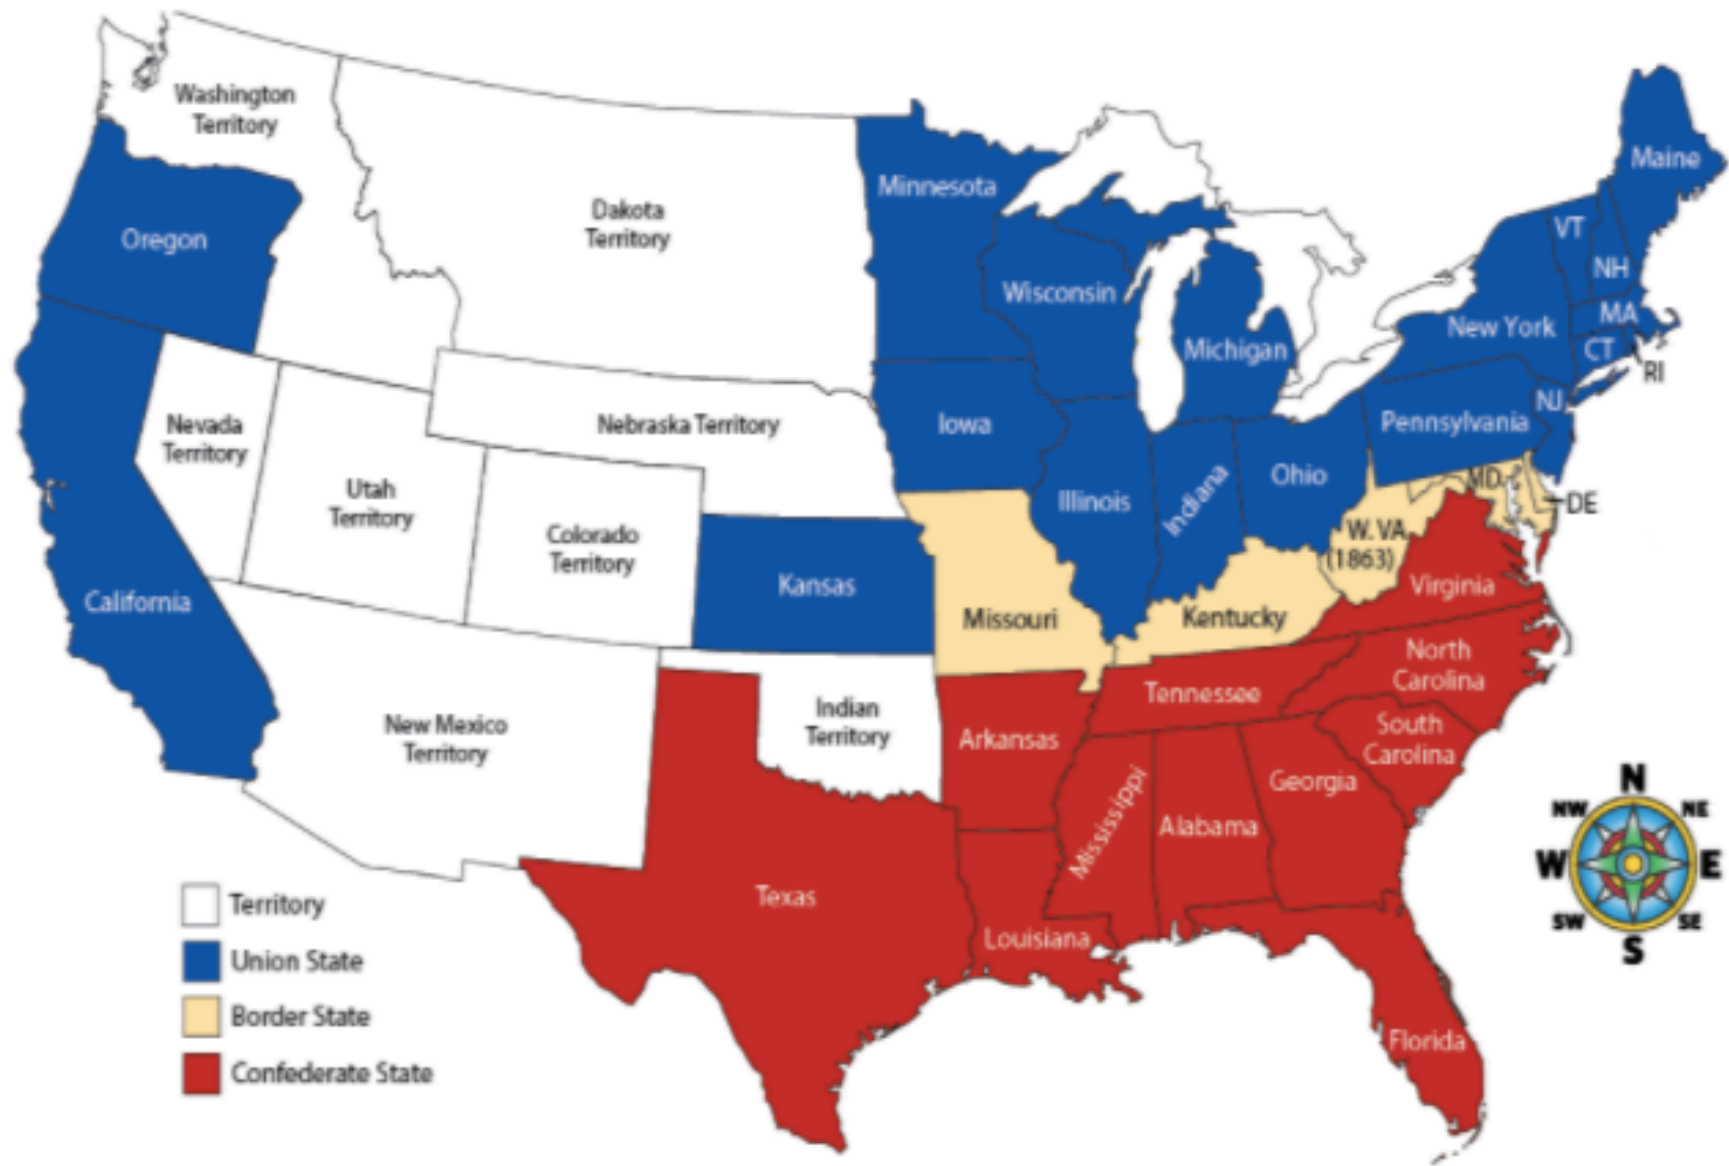 Washington
Territory
Dakota
Territory
Oregon
Minnesota
Maine
VT
NH
Wisconsin
MA
New York
Michigan
CT
RI
Nevada
Territory
Nebraska Territory
Iowa
NJ
Pennsylvania
Utah
Territory
Colorado
Territory
Illinois
Indiana
Ohio
MD
DE
W. VA
(1863)
California
Kansas
Missouri
Kentucky
Virginia
New Mexico
Territory
Indian
Territory
Arkansas
Tennessee
North
Carolina
South
Carolina
Mississippi
Alabama
Georgia
Texas
Louisiana
Florida
N
NW
NE
W
E
SW
SE
S
Territory
Union State
Border State
Confederate State